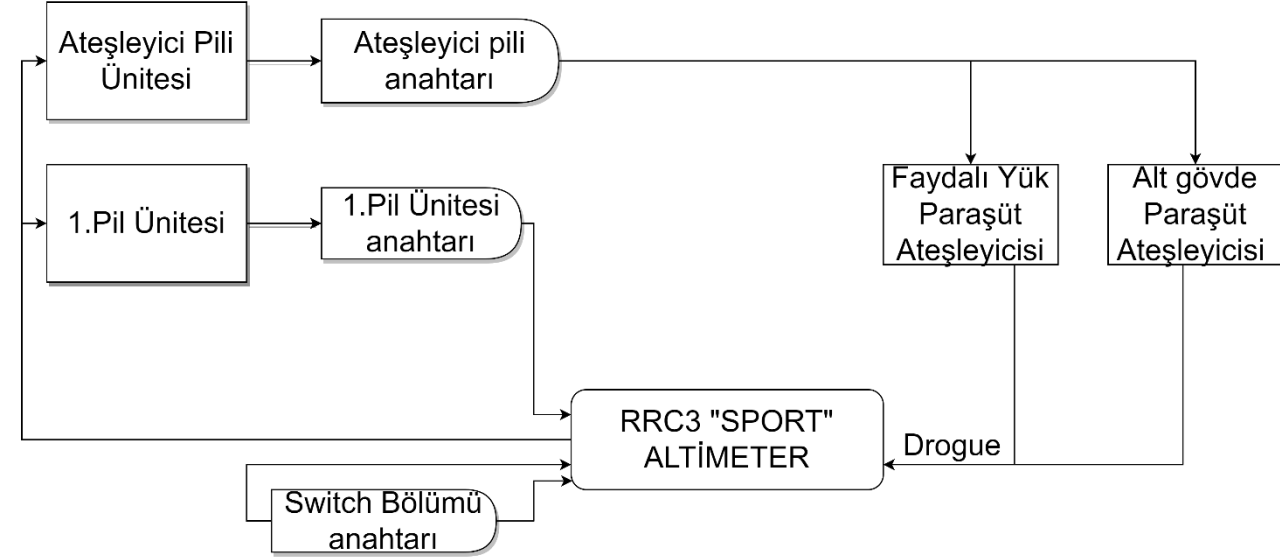 Ateşleyici Pili
Ünitesi
Ateşleyici pili
anahtarı
1.Pil Ünitesi
1.Pil Ünitesi
anahtarı
Faydalı Yük
Paraşüt
Ateşleyicisi
Alt gövde
Paraşüt
Ateşleyicisi
RRC3 "SPORT"
ALTİMETER
Drogue
Switch Bölümü
anahtarı